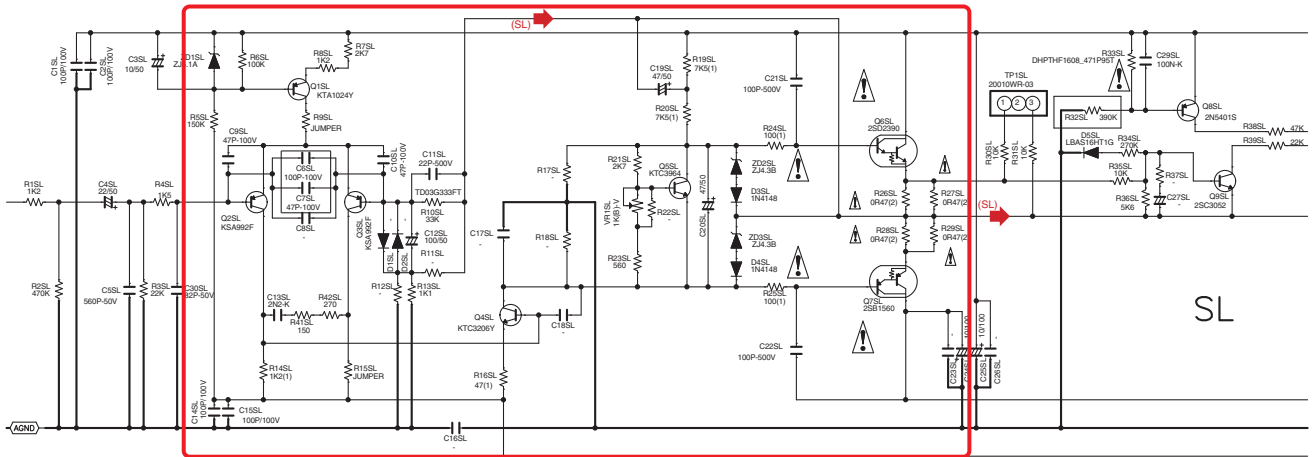 (SL)
C1SL
100P/100V
C2SL
100P/100V
C3SL
10/50
ZD1SL
R6SL
100K
R8SL
1K2
R7SL
2K7
Q1SL
KTA1024Y
R5SL
150K
R9SL
JUMPER
C9SL
47P-100V
C6SL
100P-100V
C7SL
47P-100V
C8SL
-
C10SL
47P-100V
C11SL
22P-500V
R1SL
1K2
C4SL
22/50
R4SL
1K5
Q2SL
KSA992F
Q3SL
KSA992F
TD03G333FT
R10SL
33K
C12SL
100/50
D1SL
-
D2SL
-
R11SL
-
R2SL
470K
C5SL
560P-50V
R3SL
22K
C30SL
82P-50V
C13SL
2N2-K
R42SL
270
R41SL
150
R12SL
-
R13SL
1K1
R14SL
1K2(1)
R15SL
JUMPER
C14SL
100P/100V
C15SL
100P/100V
C16SL
-
AGND
C19SL
47/50
R19SL
7K5(1)
R20SL
7K5(1)
C21SL
100P-500V
R17SL
-
R18SL
-
C17SL
-
R21SL
2K7
Q5SL
KTC3964
VR1SL
1K(B)-V
R22SL
-
R23SL
560
47/50
C20SL
ZD2SL
ZJ4.3B
D3SL
1N4148
ZD3SL
ZJ4.3B
D4SL
1N4148
R24SL
100(1)
R25SL
100(1)
Q4SL
KTC3206Y
C18SL
-
R16SL
47(1)
C22SL
100P-500V
Q6SL
2SD2390
R26SL
0R47(2)
R27SL
0R47(2)
R28SL
0R47(2)
R29SL
0R47(2)
Q7SL
2SB1560
(SL)
C23SL
-
C24SL
10/100
C25SL
10/100
C26SL
-
TP1SL
20010WR-03
1 2 3
R30SL
10K
R31SL
10K
R33SL
DHPTHF1608_471P95T
C29SL
100N-K
R32SL
390K
D5SL
LBAS16HT1G
R34SL
270K
R35SL
10K
R36SL
5K6
R37SL
-
C27SL
-
Q8SL
2N5401S
R38SL
47K
R39SL
22K
Q9SL
2SC3052
SL